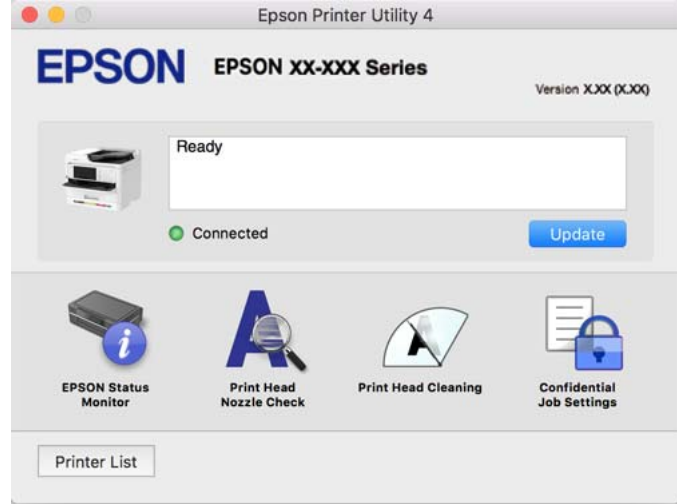 Epson Printer Utility 4
EPSON
EPSON XX-XXX Series
Version X.XX (X.XX)
Ready
Connected
Update
EPSON Status
Monitor
Print Head
Nozzle Check
Print Head Cleaning
Confidential
Job Settings
Printer List